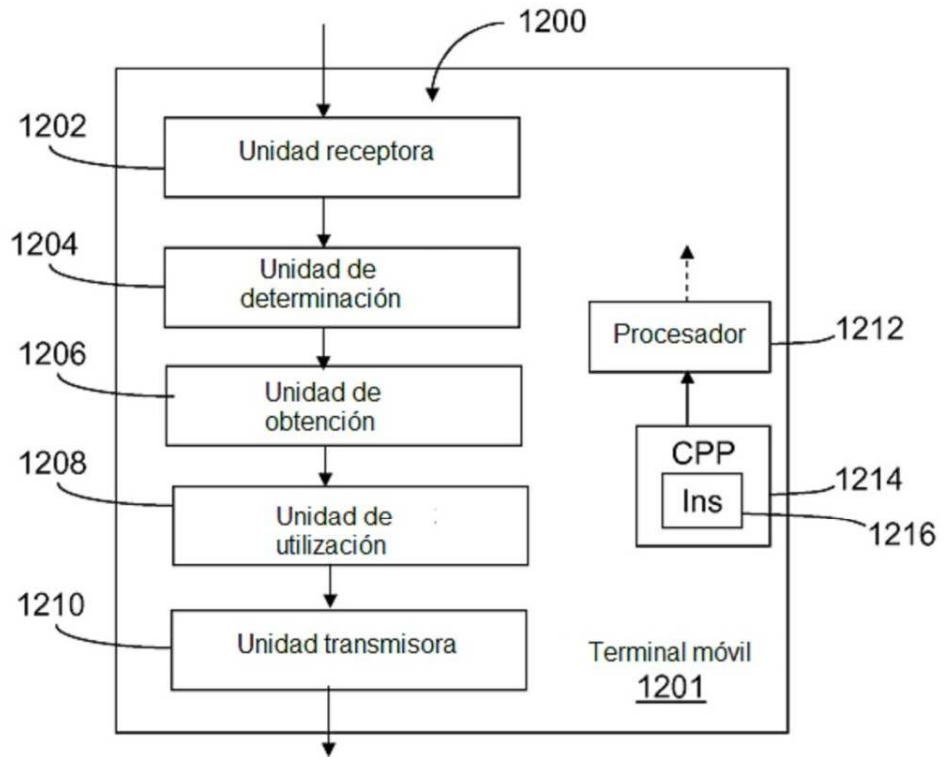 1200
1202
Unidad receptora
1204
Unidad de
determinación
Procesador
1212
1206
Unidad de
obtención
CPP
1208
1214
Ins
Unidad de
utilización
1216
1210
Unidad transmisora
Terminal móvil
1201